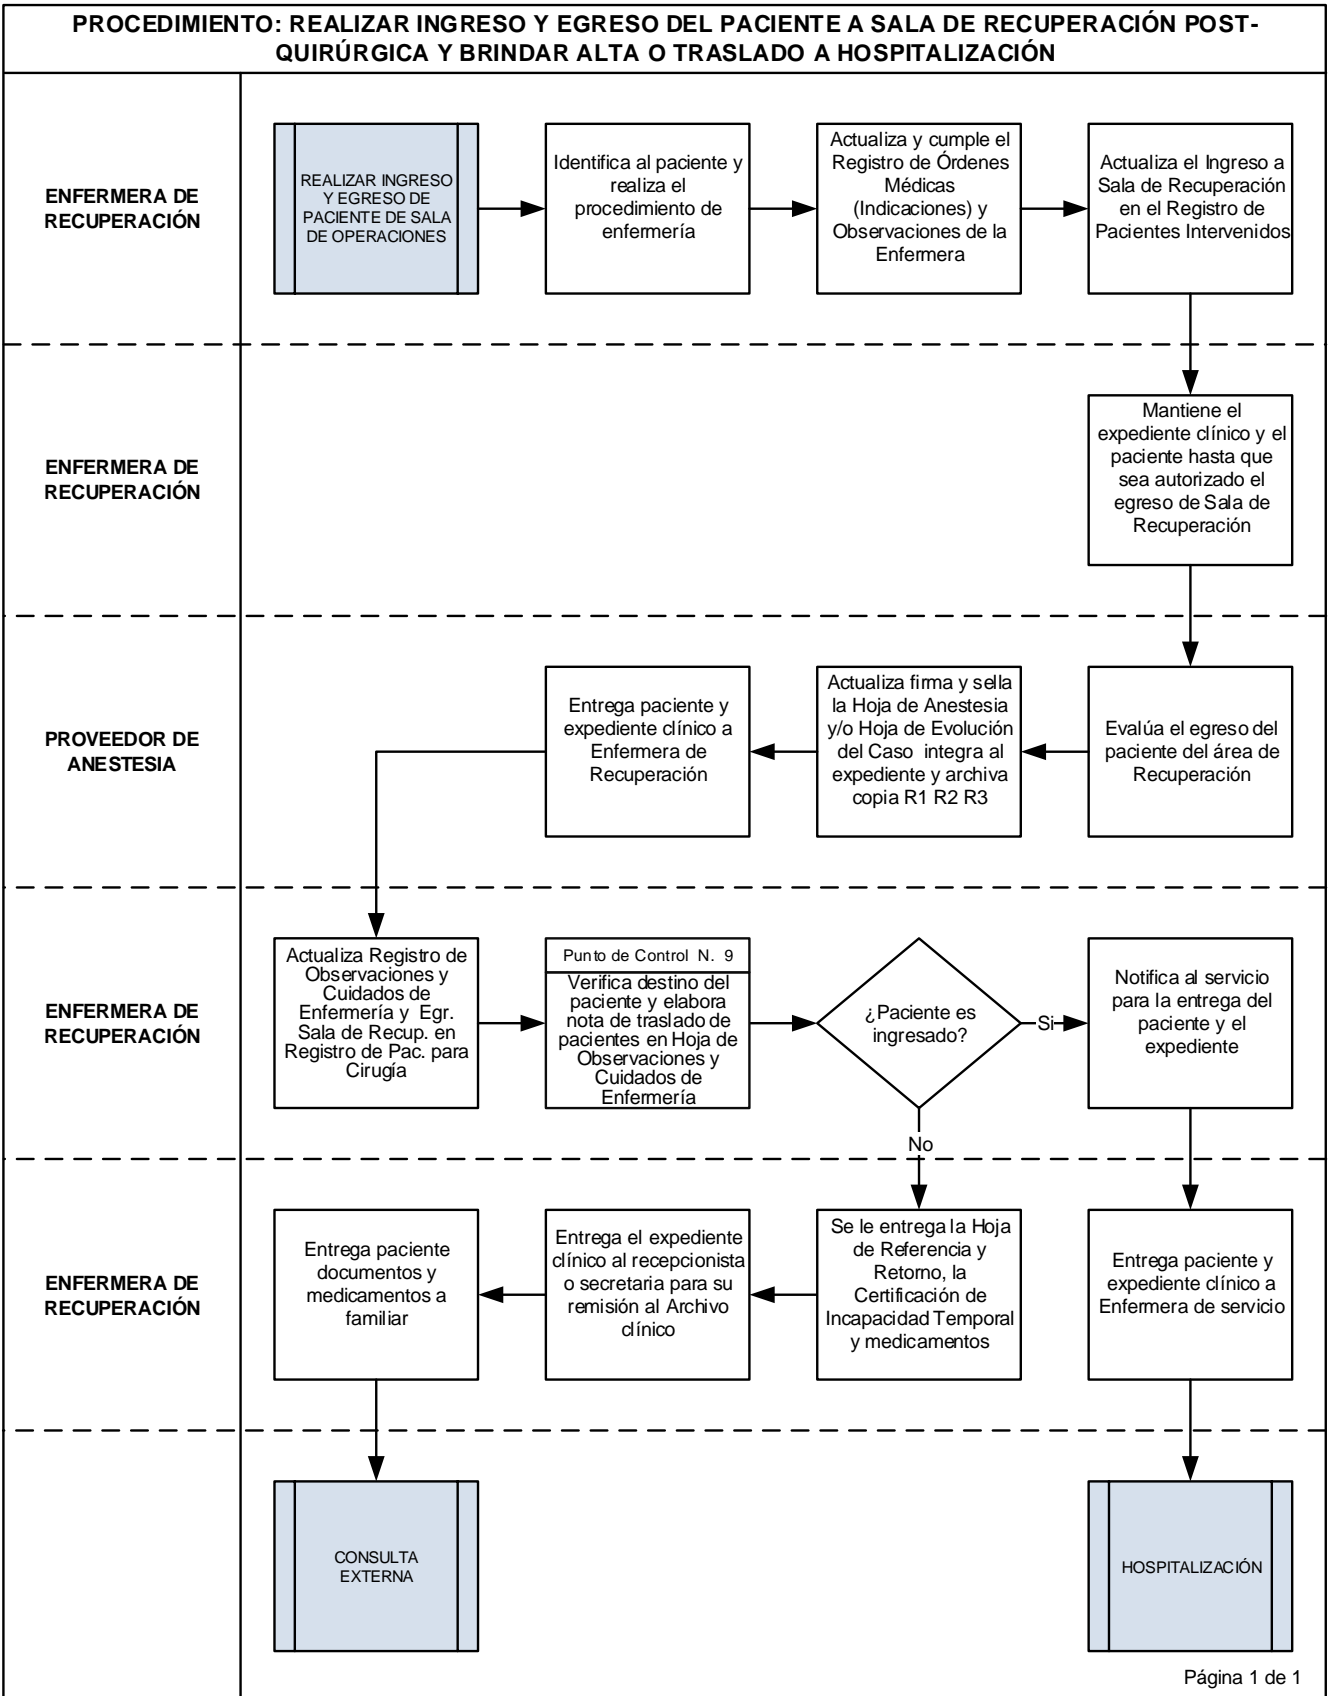 PROCEDIMIENTO: REALIZAR INGRESO Y EGRESO DEL PACIENTE A SALA DE RECUPERACIÓN POST-
QUIRÚRGICA Y BRINDAR ALTA O TRASLADO A HOSPITALIZACIÓN
ENFERMERA DE
RECUPERACIÓN
REALIZAR INGRESO
Y EGRESO DE
PACIENTE DE SALA
DE OPERACIONES
Identifica al paciente y
realiza el
procedimiento de
enfermería
Actualiza y cumple el
Registro de Órdenes
Médicas
(Indicaciones) y
Observaciones de la
Enfermera
Actualiza el Ingreso a
Sala de Recuperación
en el Registro de
Pacientes Intervenidos
ENFERMERA DE
RECUPERACIÓN
Mantiene el
expediente clínico y el
paciente hasta que
sea autorizado el
egreso de Sala de
Recuperación
PROVEEDOR DE
ANESTESIA
Entrega paciente y
expediente clínico a
Enfermera de
Recuperación
Actualiza firma y sella
la Hoja de Anestesia
y/o Hoja de Evolución
del Caso integra al
expediente y archiva
copia R1 R2 R3
Evalúa el egreso del
paciente del área de
Recuperación
ENFERMERA DE
RECUPERACIÓN
Actualiza Registro de
Observaciones y
Cuidados de
Enfermería y Egr.
Sala de Recup. en
Registro de Pac. para
Cirugía
Punto de Control N. 9
Verifica destino del
paciente y elabora
nota de traslado de
pacientes en Hoja de
Observaciones y
Cuidados de
Enfermería
¿Paciente es
ingresado?
Si
Notifica al servicio
para la entrega del
paciente y el
expediente
No
ENFERMERA DE
RECUPERACIÓN
Entrega paciente
documentos y
medicamentos a
familiar
Entrega el expediente
clínico al recepcionista
o secretaria para su
remisión al Archivo
clínico
Se le entrega la Hoja
de Referencia y
Retorno, la
Certificación de
Incapacidad Temporal
y medicamentos
Entrega paciente y
expediente clínico a
Enfermera de servicio
CONSULTA
EXTERNA
HOSPITALIZACIÓN
Página 1 de 1